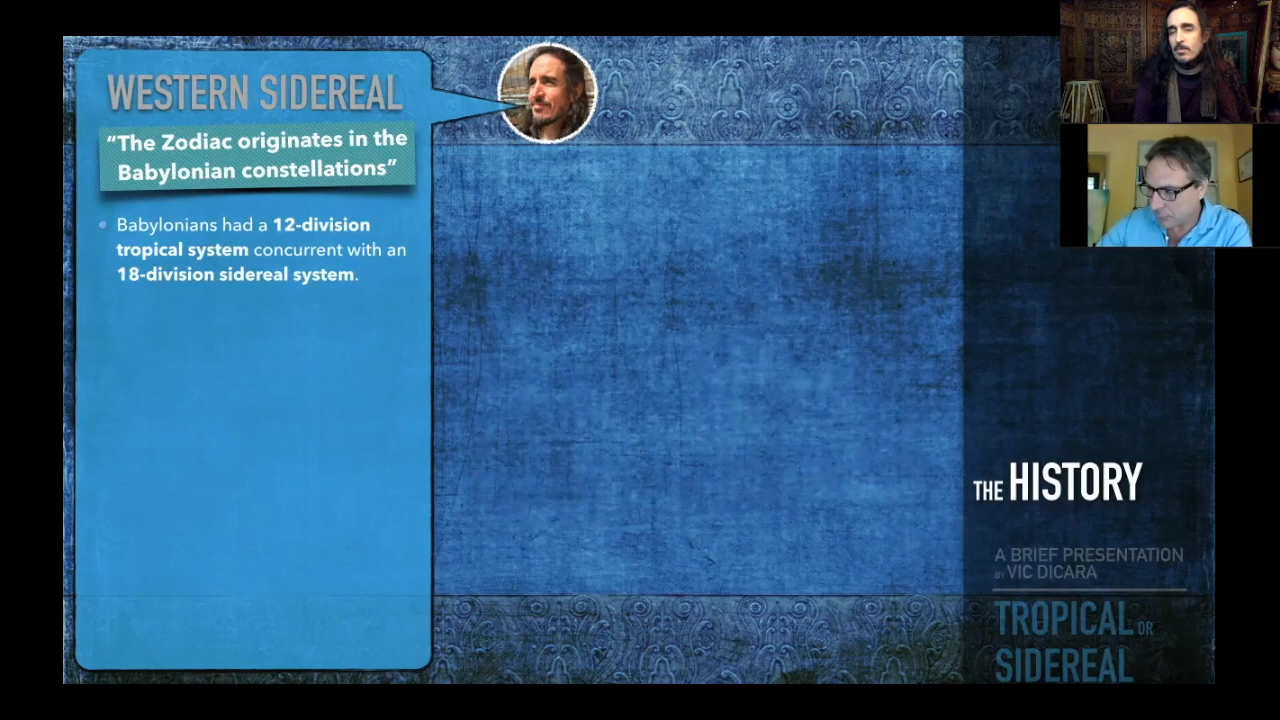 WESTERN SIDEREAL
“The Zodiac originates in the
Babylonian constellations”
• Babylonians had a 12-division
tropical system concurrent with an
18-division sidereal system.
THE HISTORY
A BRIEF PRESENTATION
BY VIC DICARA
TROPICAL OR
SIDEREAL